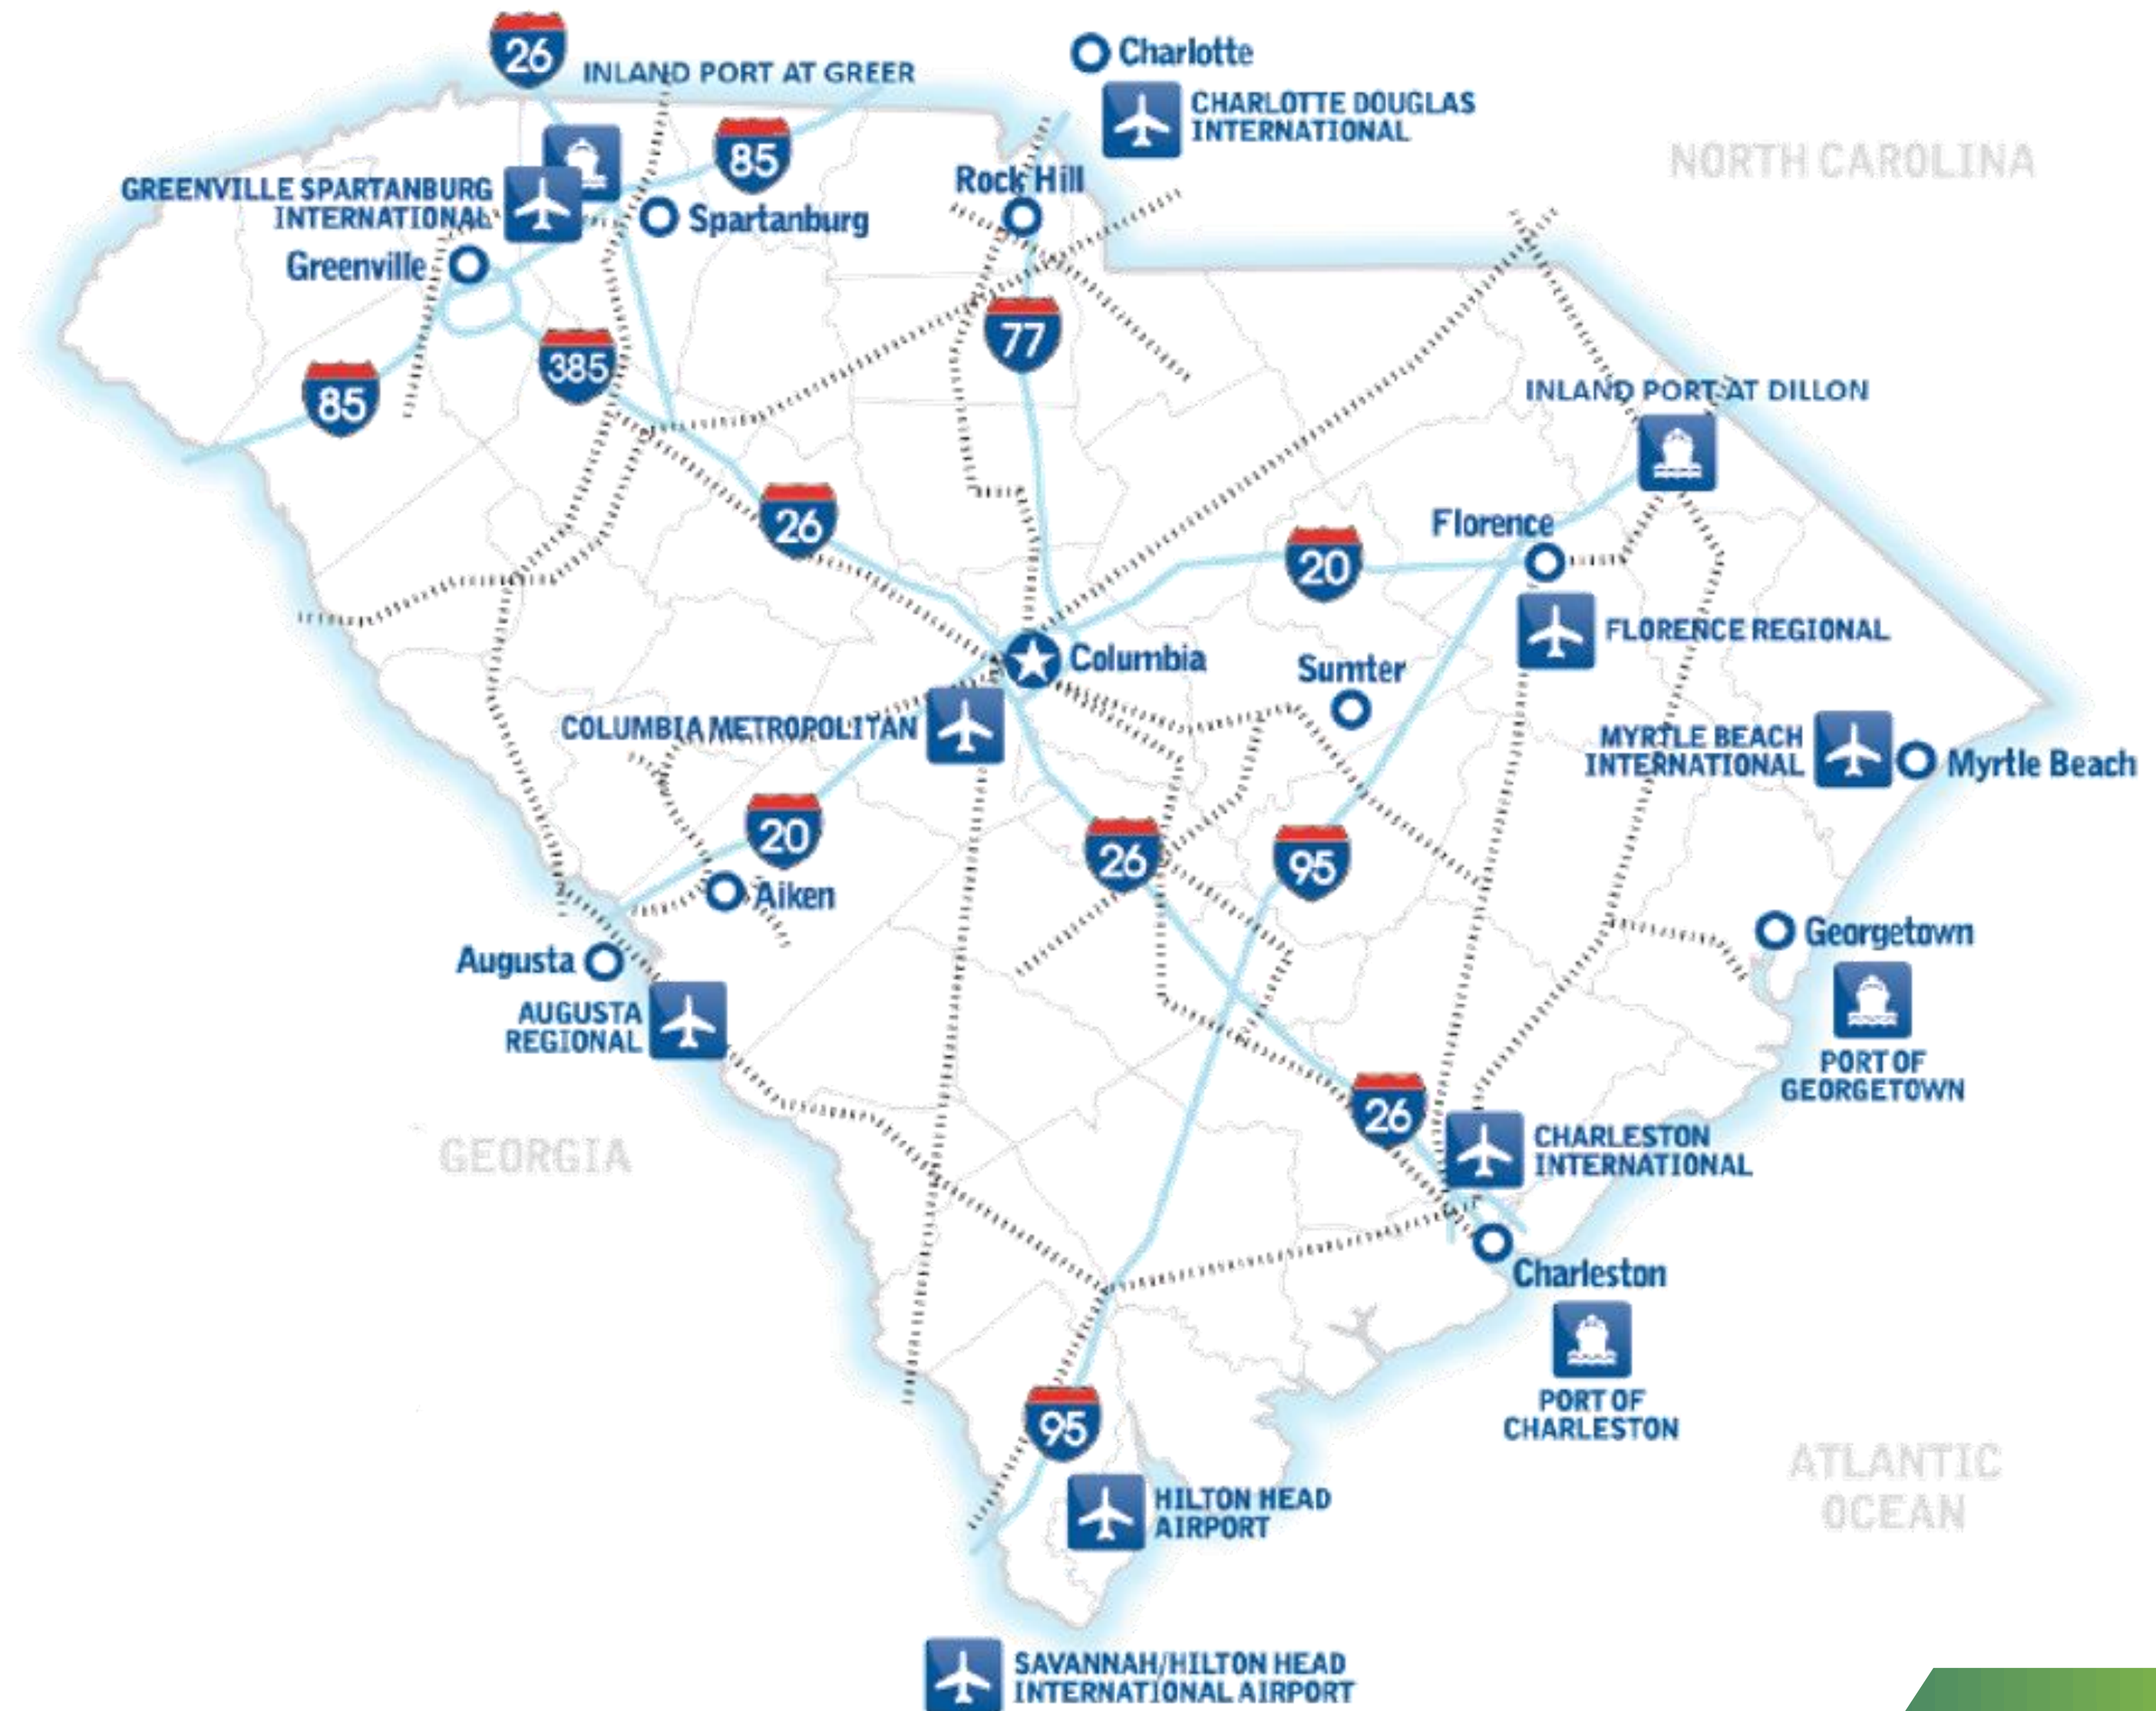 26
INLAND PORT AT GREER
Charlotte
CHARLOTTE DOUGLAS
INTERNATIONAL
NORTH CAROLINA
85
Rock Hill
GREENVILLE SPARTANBURG
INTERNATIONAL
Spartanburg
Greenville
77
385
85
INLAND PORT AT DILLON
26
Florence
20
FLORENCE REGIONAL
Columbia
Sumter
COLUMBIA METROPOLITAN
MYRTLE BEACH
INTERNATIONAL
Myrtle Beach
20
26
95
Aiken
Georgetown
Augusta
AUGUSTA
REGIONAL
PORT OF
GEORGETOWN
26
GEORGIA
CHARLESTON
INTERNATIONAL
Charleston
PORT OF
CHARLESTON
95
ATLANTIC
OCEAN
HILTON HEAD
AIRPORT
SAVANNAH/HILTON HEAD
INTERNATIONAL AIRPORT